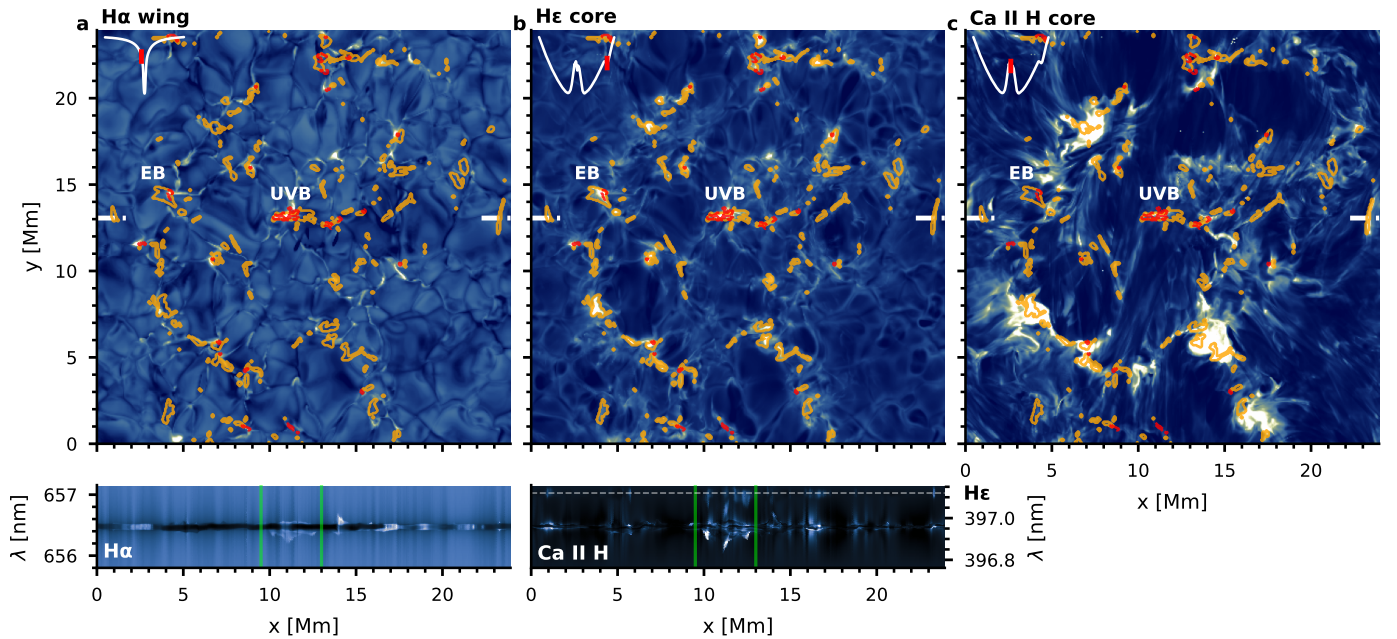 a Hα wing
b Hε core
c Ca II H core
20
15
10
5
0
y [Mm]
EB
UVB
EB
UVB
EB
UVB
0 5 10 15 20
x [Mm]
657
656
λ [nm]
Hα
Ca II H
Hε
397.0
396.8
λ [nm]
0 5 10 15 20
x [Mm]
0 5 10 15 20
x [Mm]